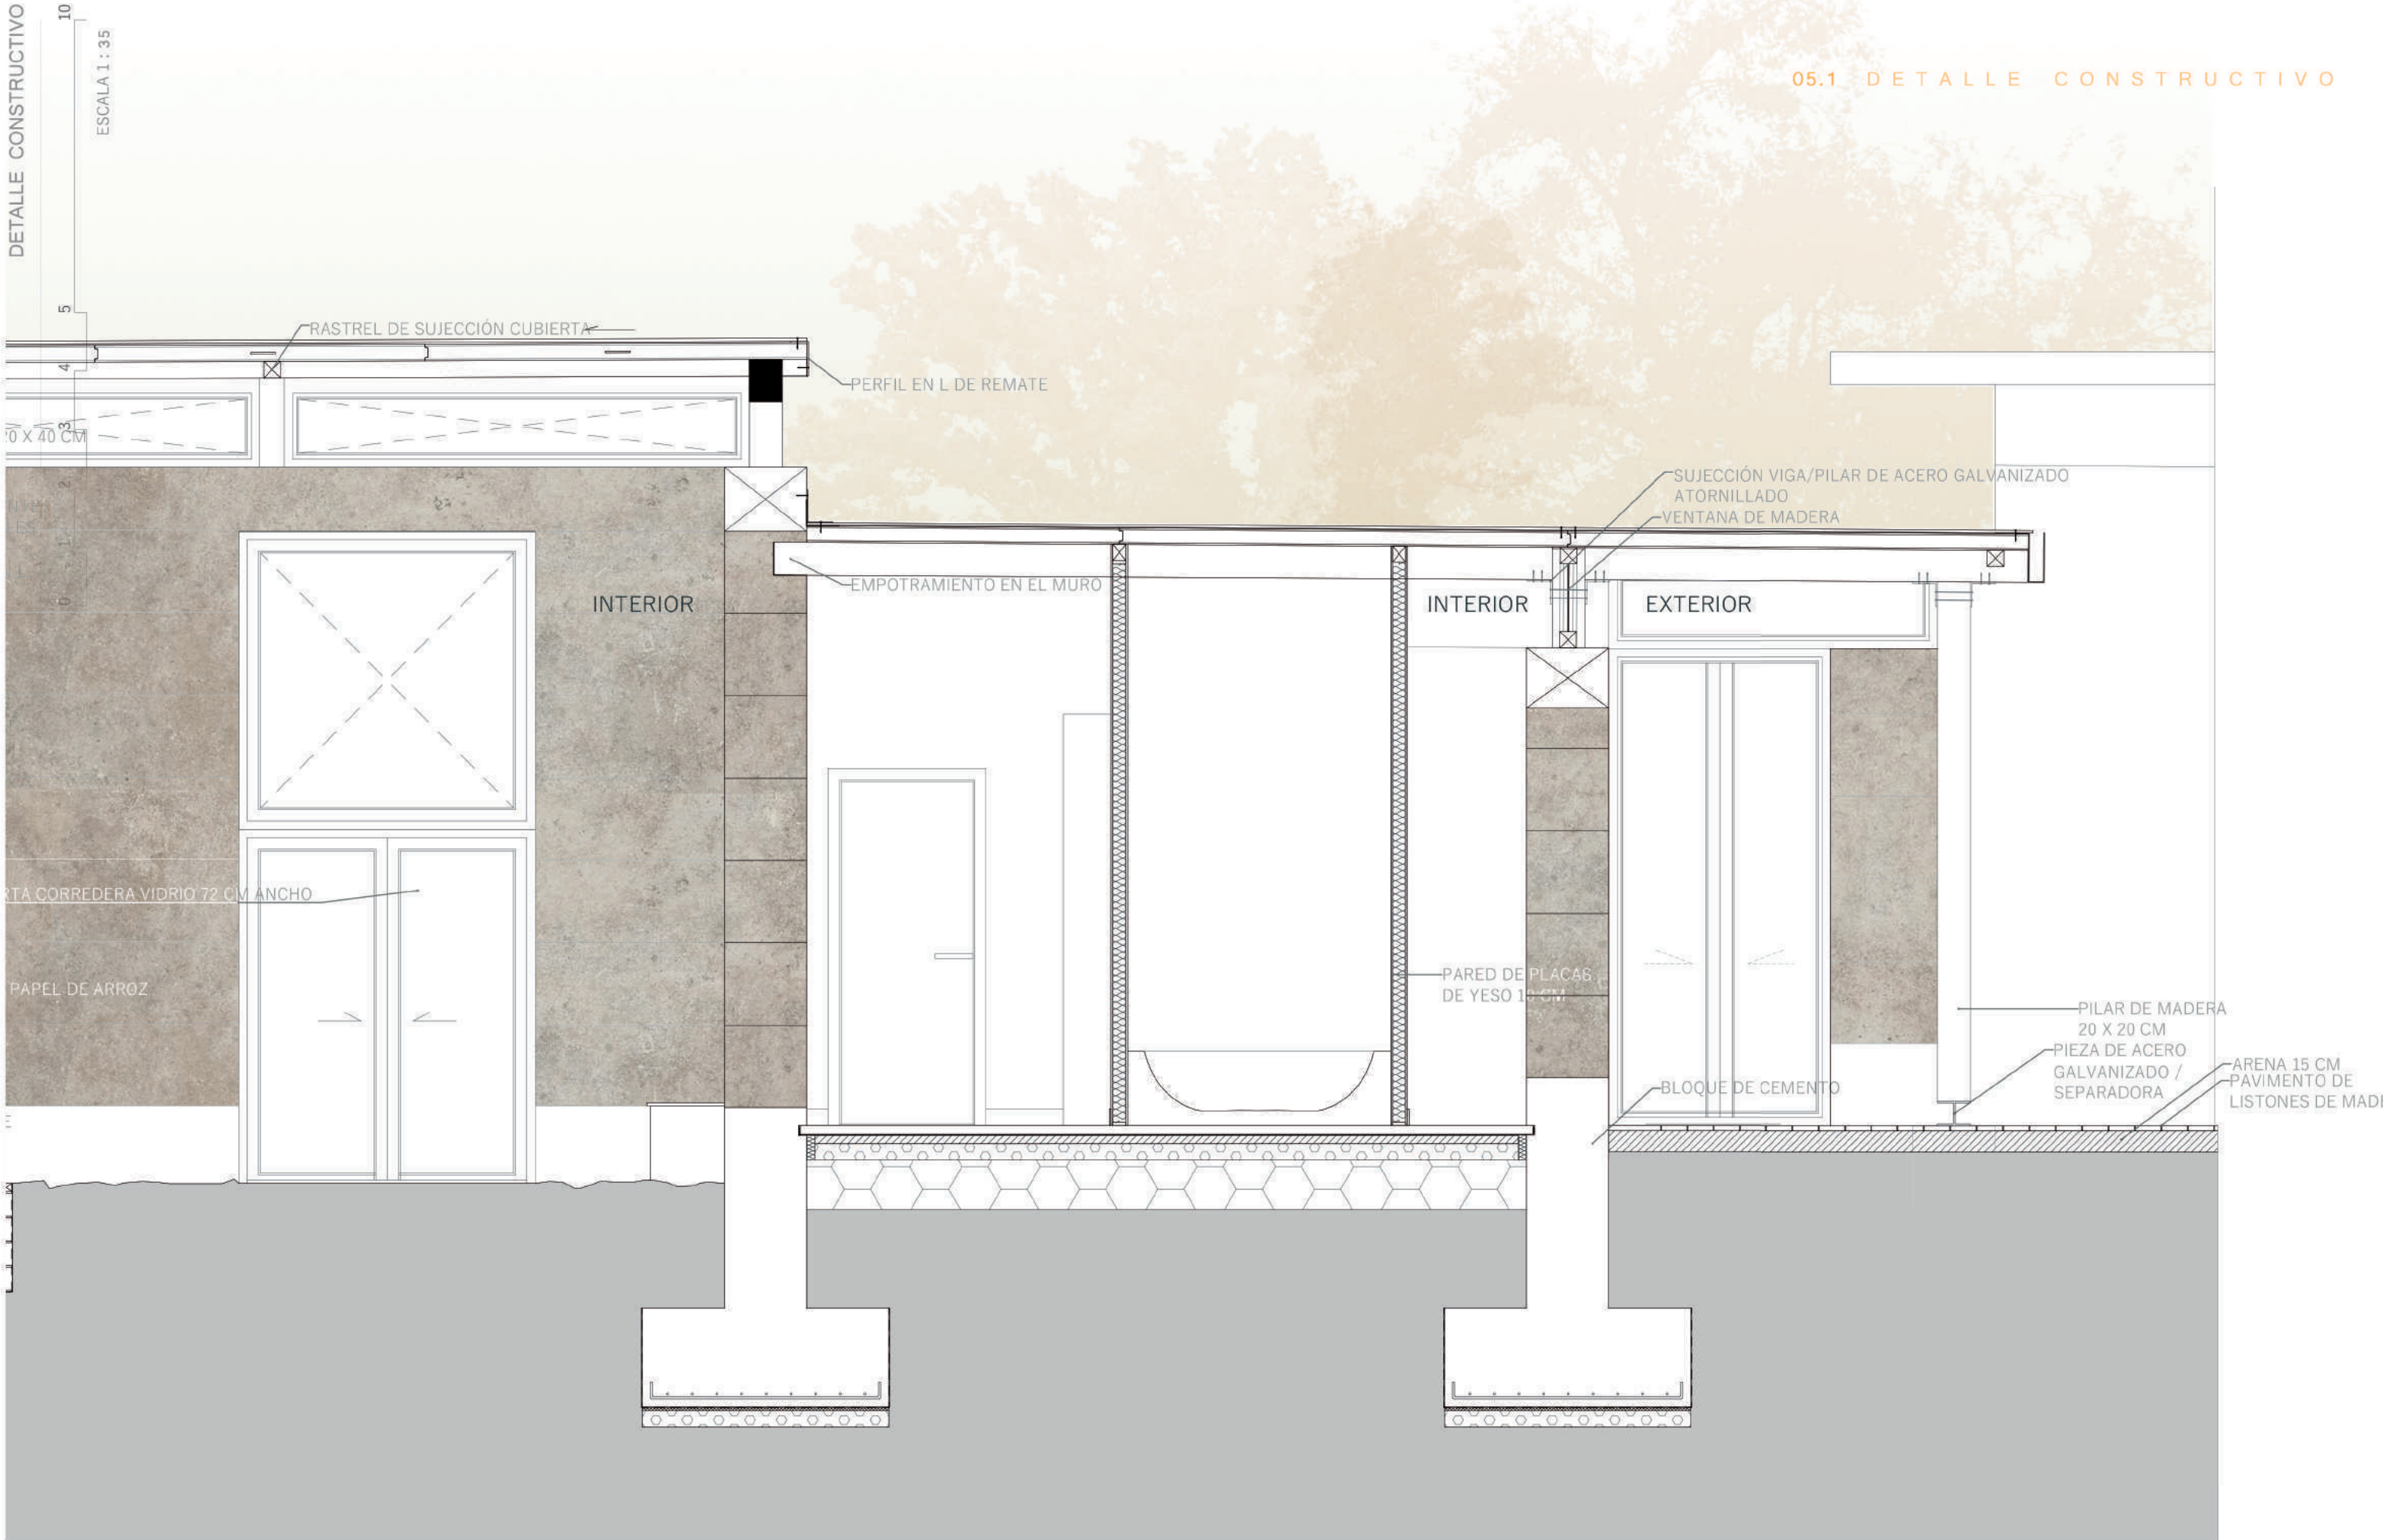 DETALLE CONSTRUCTIVO
ESCALA 1 : 35
10
5
4
3
2
1
0
05.1 DETALLE CONSTRUCTIVO
RASTREL DE SUJECCIÓN CUBIERTA
PERFIL EN L DE REMATE
20 X 40 CM
SUJECCIÓN VIGA/PILAR DE ACERO GALVANIZADO
ATORNILLADO
VENTANA DE MADERA
EMPOTRAMIENTO EN EL MURO
INTERIOR
INTERIOR
EXTERIOR
RTA CORREDERA VIDRIO 72 CM ANCHO
PAPEL DE ARROZ
PARED DE PLACAS
DE YESO 10 CM
PILAR DE MADERA
20 X 20 CM
PIEZA DE ACERO
GALVANIZADO /
SEPARADORA
ARENA 15 CM
PAVIMENTO DE
LISTONES DE MADE
BLOQUE DE CEMENTO